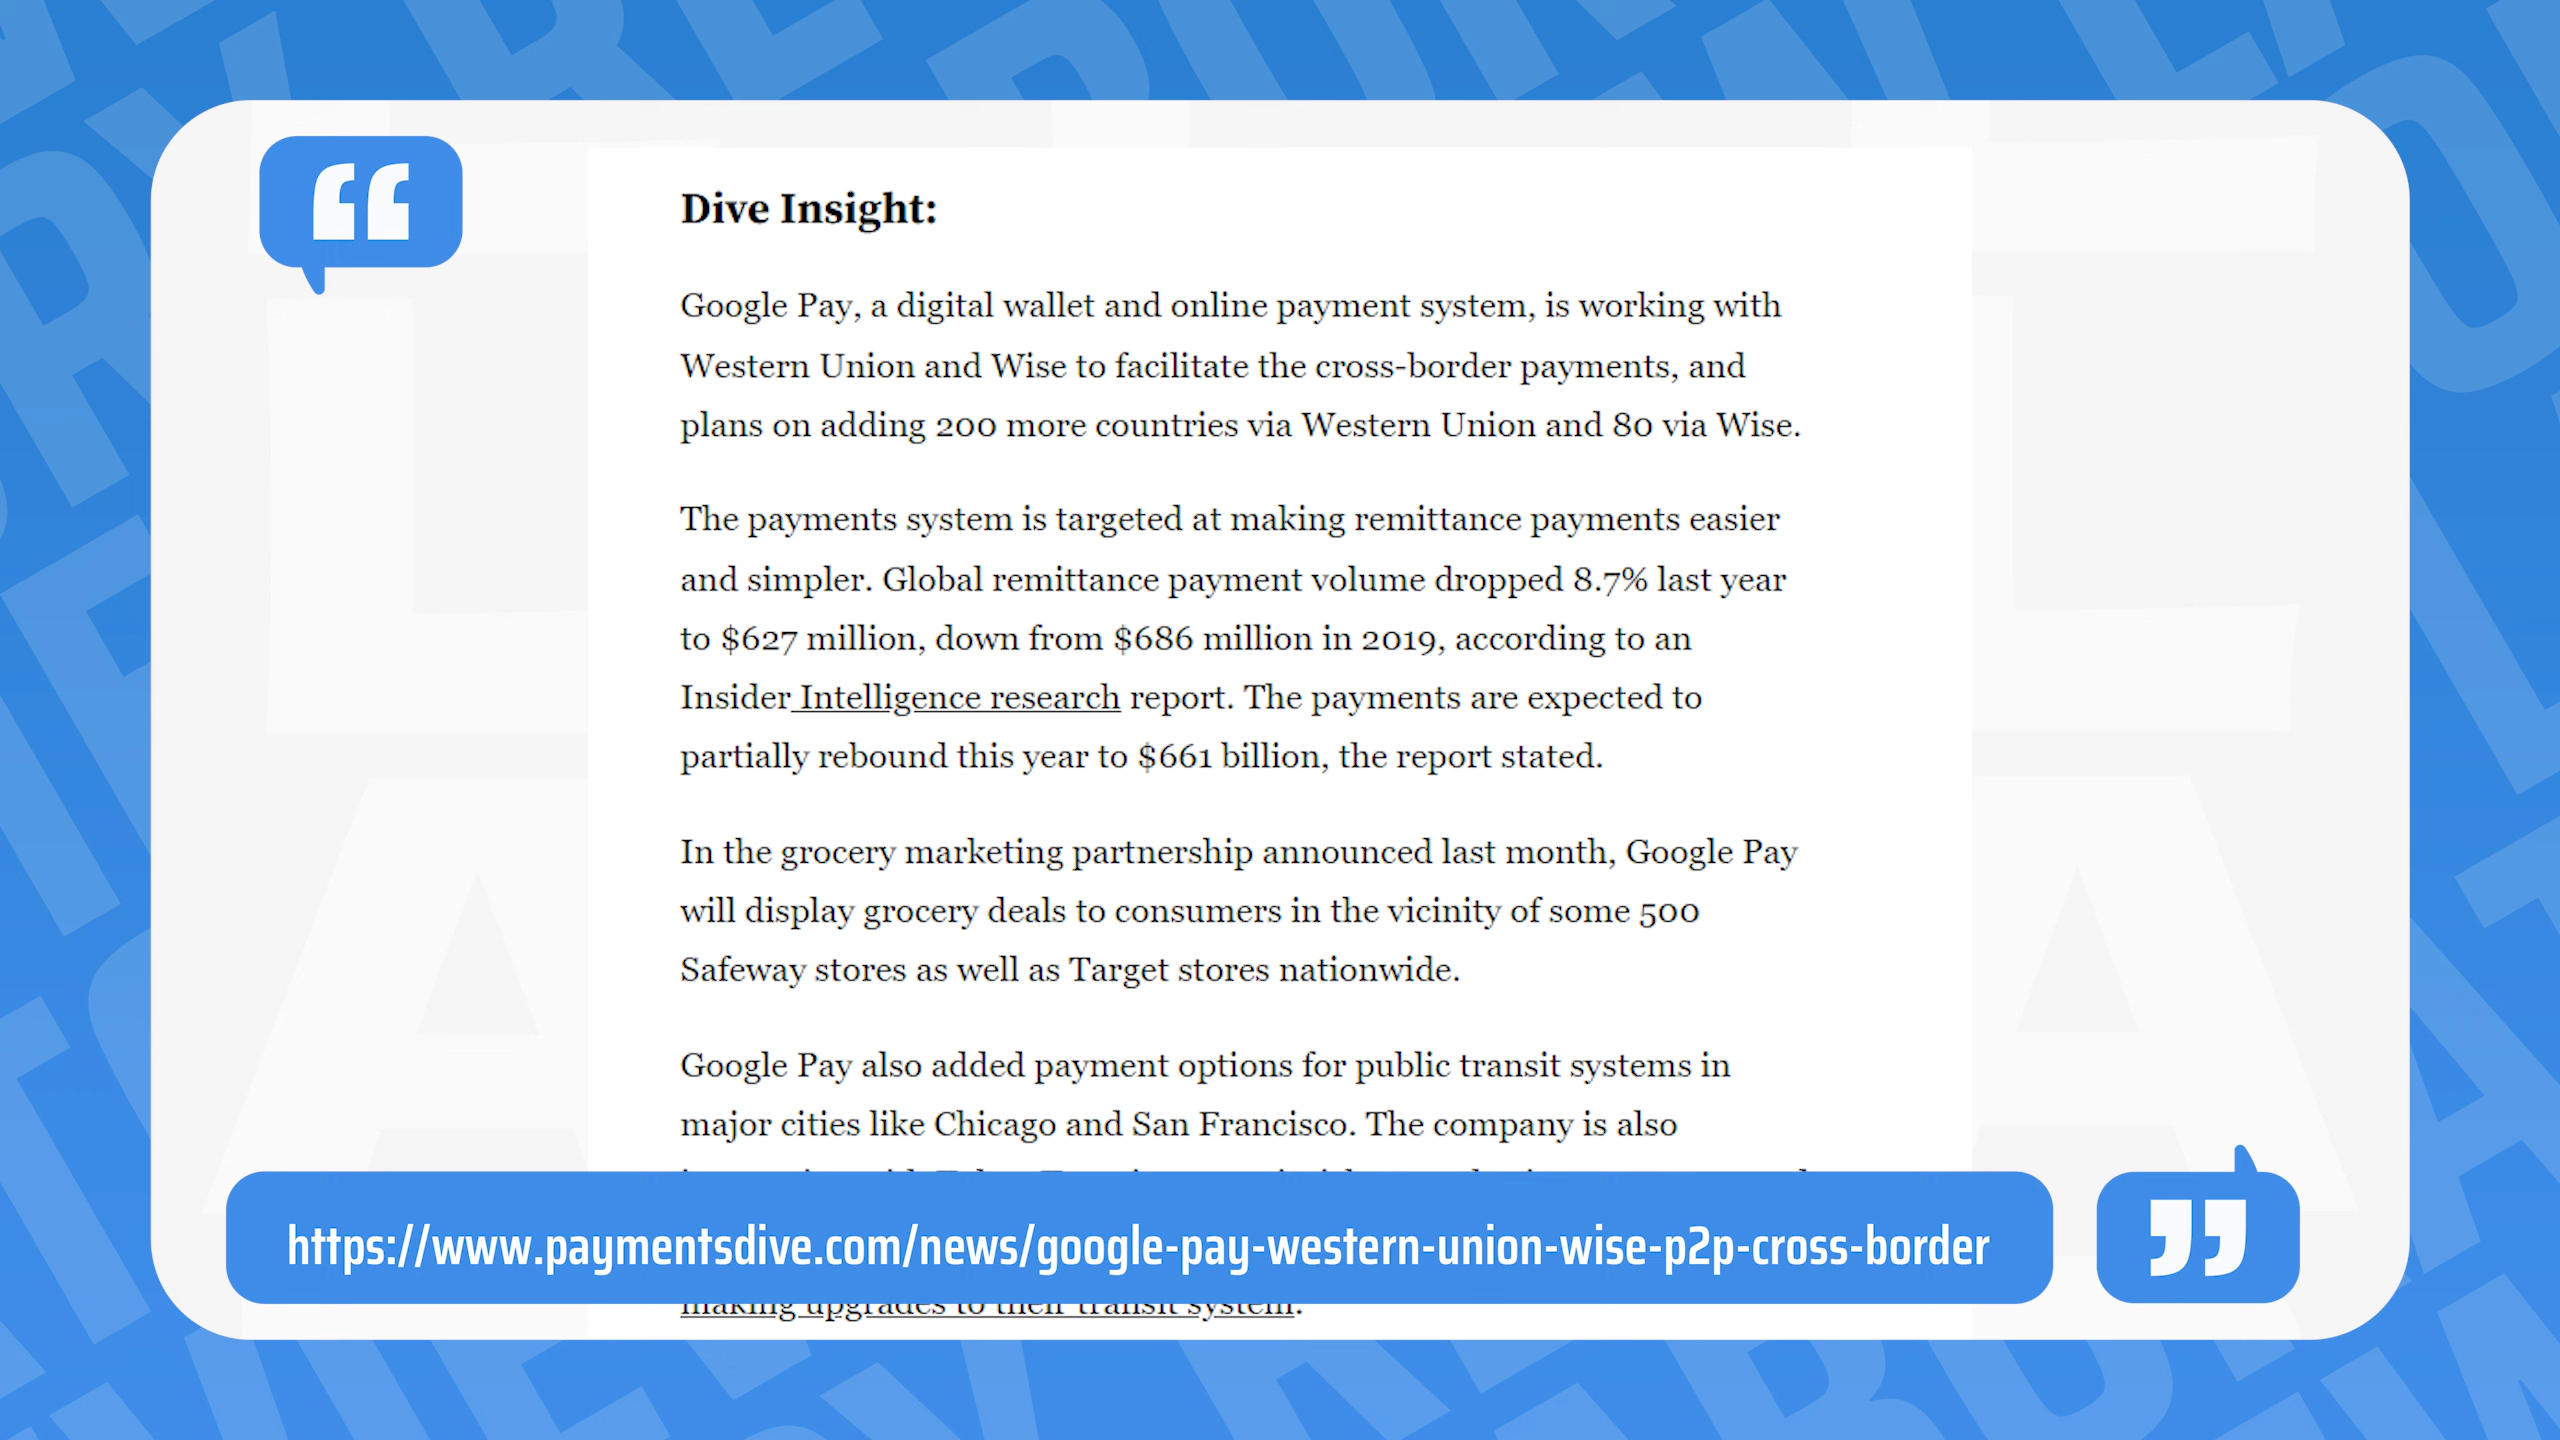 Dive Insight:
Google Pay, a digital wallet and online payment system, is working with
Western Union and Wise to facilitate the cross-border payments, and
plans on adding 200 more countries via Western Union and 80 via Wise.
The payments system is targeted at making remittance payments easier
and simpler. Global remittance payment volume dropped 8.7% last year
to $627 million, down from $686 million in 2019, according to an
Insider Intelligence research report. The payments are expected to
partially rebound this year to $661 billion, the report stated.
In the grocery marketing partnership announced last month, Google Pay
will display grocery deals to consumers in the vicinity of some 500
Safeway stores as well as Target stores nationwide.
Google Pay also added payment options for public transit systems in
major cities like Chicago and San Francisco. The company is also
https://www.paymentsdive.com/news/google-pay-western-union-wise-p2p-cross-border
making upgrades to their transit system.